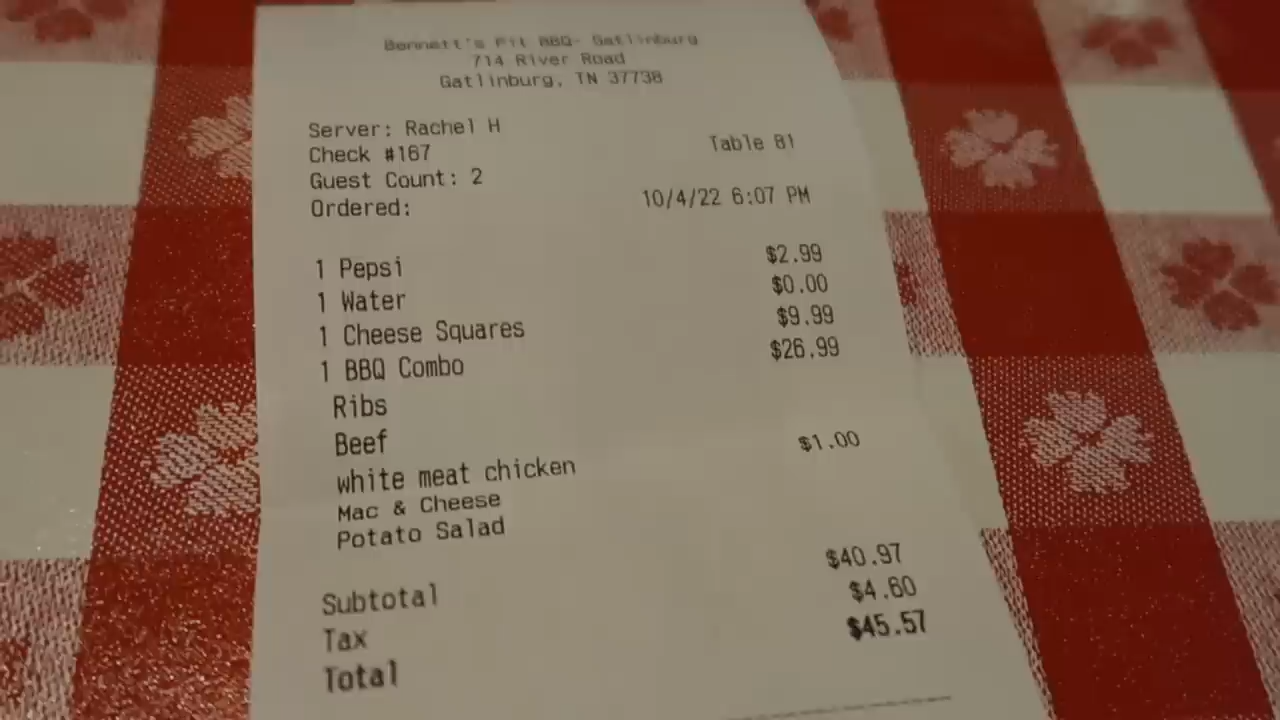 Bennett's Pit BBQ- Gatlinburg
714 River Road
Gatlinburg, TN 37738
Server: Rachel H
Check #167 Table 81
Guest Count: 2
Ordered: 10/4/22 6:07 PM
1 Pepsi $2.99
1 Water $0.00
1 Cheese Squares $9.99
1 BBQ Combo $26.99
Ribs
Beef
white meat chicken $1.00
Mac & Cheese
Potato Salad
Subtotal $40.97
Tax $4.60
Total $45.57